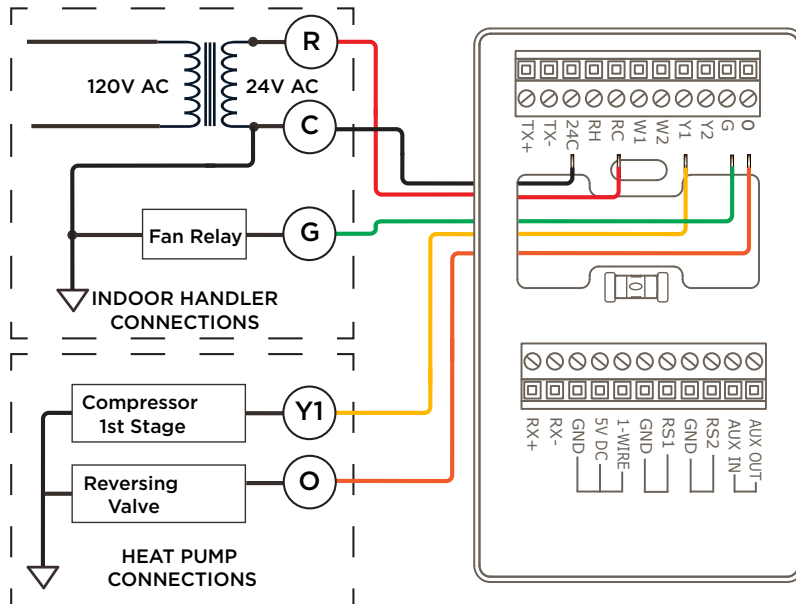 R
120V AC
24V AC
C
Fan Relay
G
INDOOR HANDLER
CONNECTIONS
Compressor
1st Stage
Y1
Reversing
Valve
O
HEAT PUMP
CONNECTIONS
TX+
TX-
24C
RH
RC
W1
W2
Y1
Y2
G
O
RX+
RX-
GND
5V DC
1-WIRE
GND
RS1
GND
RS2
AUX IN
AUX OUT